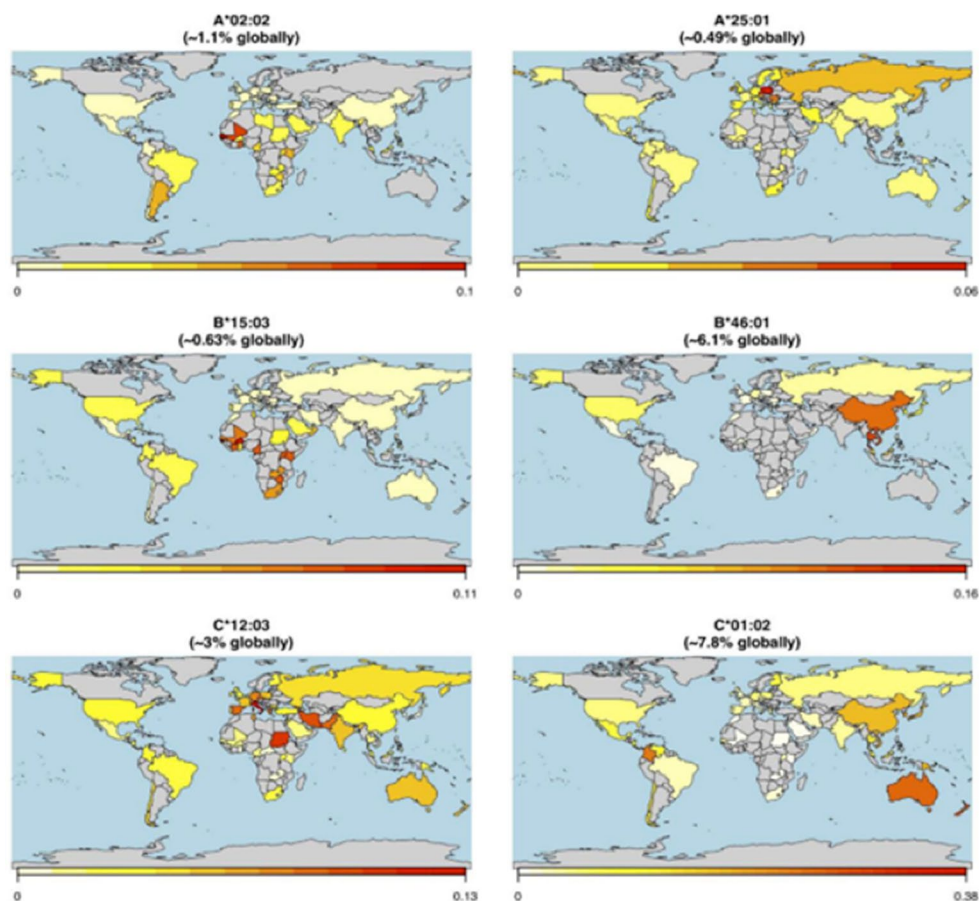 A*02:02
(~1.1% globally)
0 0.1
A*25:01
(~0.49% globally)
0 0.06
B*15:03
(~0.63% globally)
0 0.11
B*46:01
(~6.1% globally)
0 0.16
C*12:03
(~3% globally)
0 0.13
C*01:02
(~7.8% globally)
0 0.38